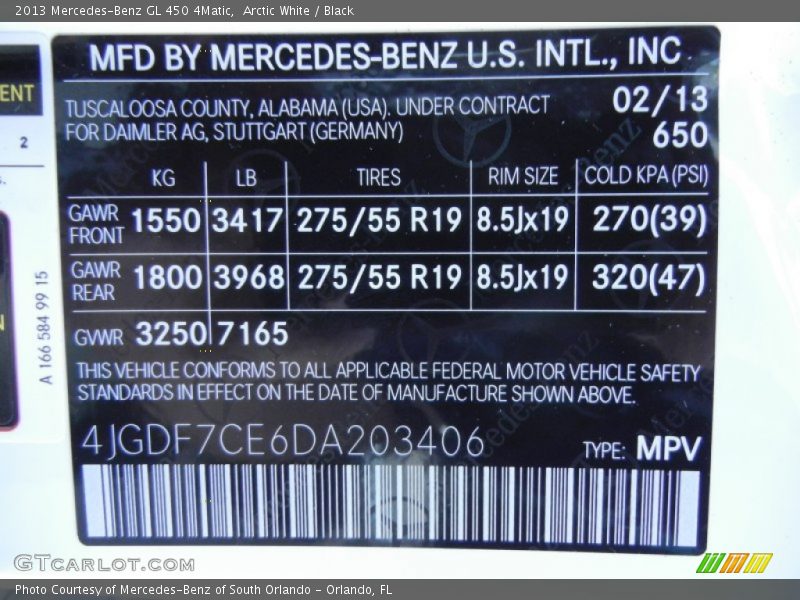 2013 Mercedes-Benz GL 450 4Matic,  Arctic White / Black
ENT
2
MFD BY MERCEDES-BENZ U.S. INTL., INC
TUSCALOOSA COUNTY, ALABAMA (USA). UNDER CONTRACT 02/13
FOR DAIMLER AG, STUTTGART (GERMANY) 650
KG LB TIRES RIM SIZE COLD KPA (PSI)
GAWR FRONT 1550 3417 275/55 R19 8.5Jx19 270(39)
GAWR REAR 1800 3968 275/55 R19 8.5Jx19 320(47)
GVWR 3250 7165
THIS VEHICLE CONFORMS TO ALL APPLICABLE FEDERAL MOTOR VEHICLE SAFETY
STANDARDS IN EFFECT ON THE DATE OF MANUFACTURE SHOWN ABOVE.
4JGDF7CE6DA203406 TYPE: MPV
A 166 584 99 15
GTCARLOT.COM
Photo Courtesy of Mercedes-Benz of South Orlando - Orlando, FL